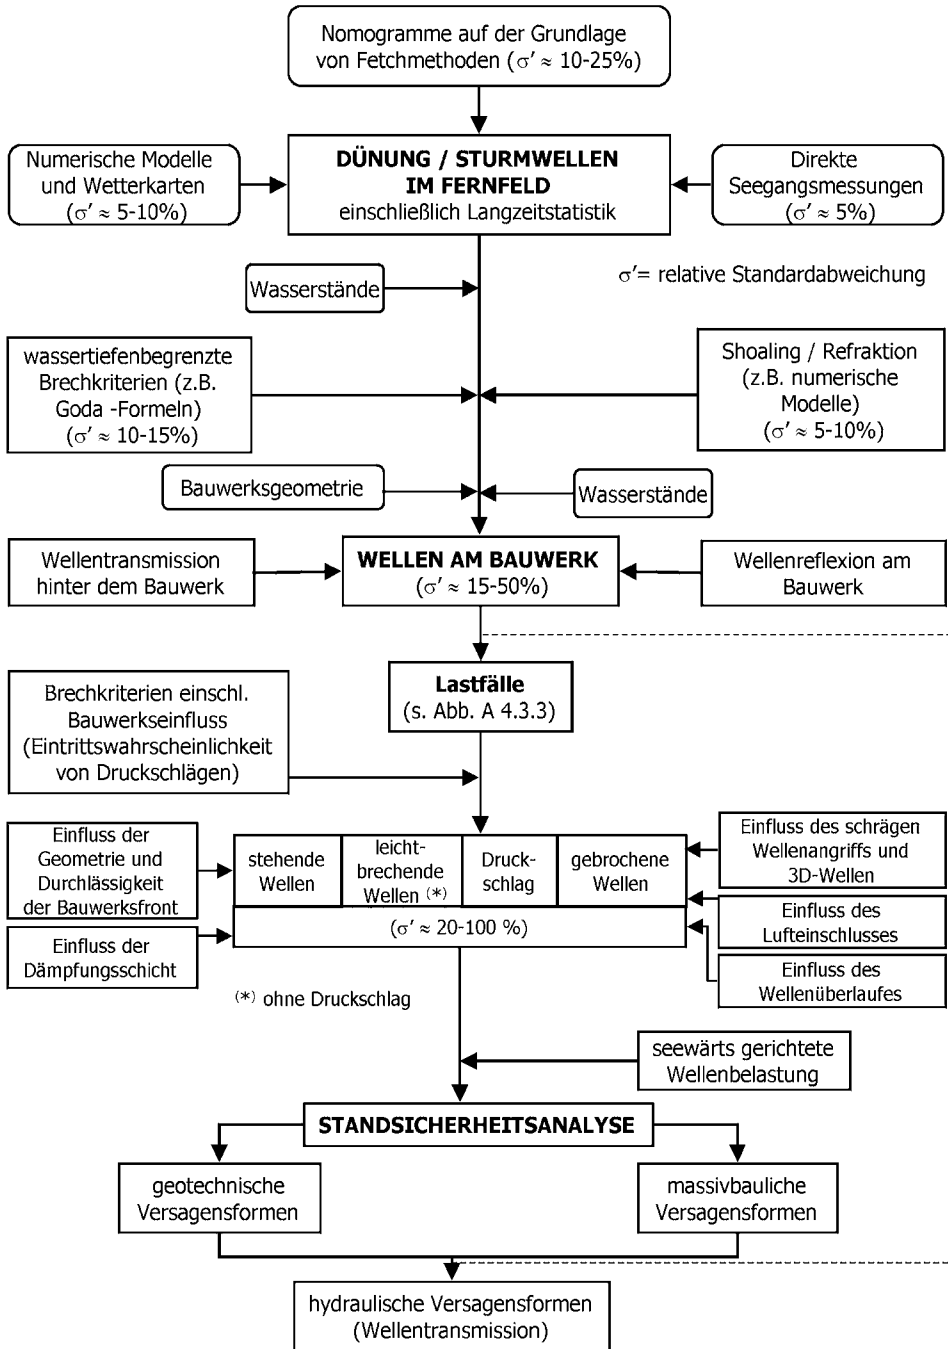 Nomogramme auf der Grundlage
von Fetchmethoden (σ′ ≈ 10-25%)
Numerische Modelle
und Wetterkarten
(σ′ ≈ 5-10%)
DÜNUNG / STURMWELLEN
IM FERNFELD
einschließlich Langzeitstatistik
Direkte
Seegangsmessungen
(σ′ ≈ 5%)
Wasserstände
σ′= relative Standardabweichung
wassertiefenbegrenzte
Brechkriterien (z.B.
Goda -Formeln)
(σ′ ≈ 10-15%)
Shoaling / Refraktion
(z.B. numerische
Modelle)
(σ′ ≈ 5-10%)
Bauwerksgeometrie
Wasserstände
Wellentransmission
hinter dem Bauwerk
WELLEN AM BAUWERK
(σ′ ≈ 15-50%)
Wellenreflexion am
Bauwerk
Lastfälle
(s. Abb. A 4.3.3)
Brechkriterien einschl.
Bauwerkseinfluss
(Eintrittswahrscheinlichkeit
von Druckschlägen)
Einfluss der
Geometrie und
Durchlässigkeit
der Bauwerksfront
stehende
Wellen
leicht-
brechende
Wellen (*)
Druck-
schlag
gebrochene
Wellen
Einfluss des schrägen
Wellenangriffs und
3D-Wellen
Einfluss des
Lufteinschlusses
(σ′ ≈ 20-100 %)
Einfluss der
Dämpfungsschicht
Einfluss des
Wellenüberlaufes
(*) ohne Druckschlag
seewärts gerichtete
Wellenbelastung
STANDSICHERHEITSANALYSE
geotechnische
Versagensformen
massivbauliche
Versagensformen
hydraulische Versagensformen
(Wellentransmission)